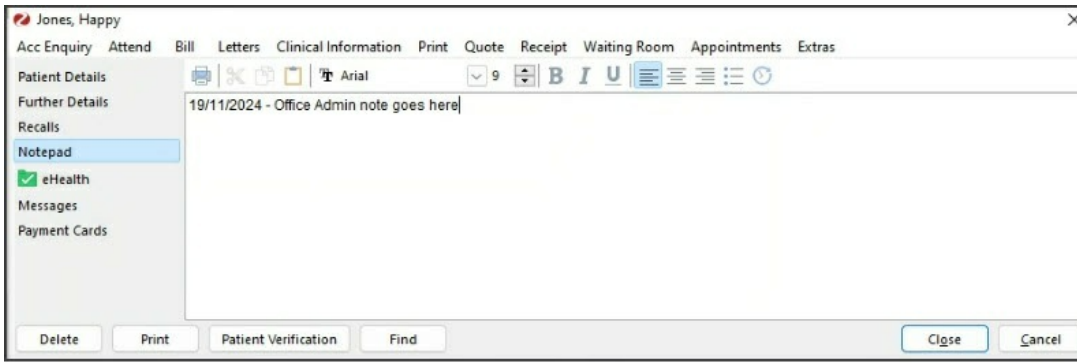 Jones, Happy
Acc Enquiry Attend Bill Letters Clinical Information Print Quote Receipt Waiting Room Appointments Extras
Patient Details
Arial 9 B I U
Further Details
19/11/2024 - Office Admin note goes here
Recalls
Notepad
eHealth
Messages
Payment Cards
Delete Print Patient Verification Find Close Cancel